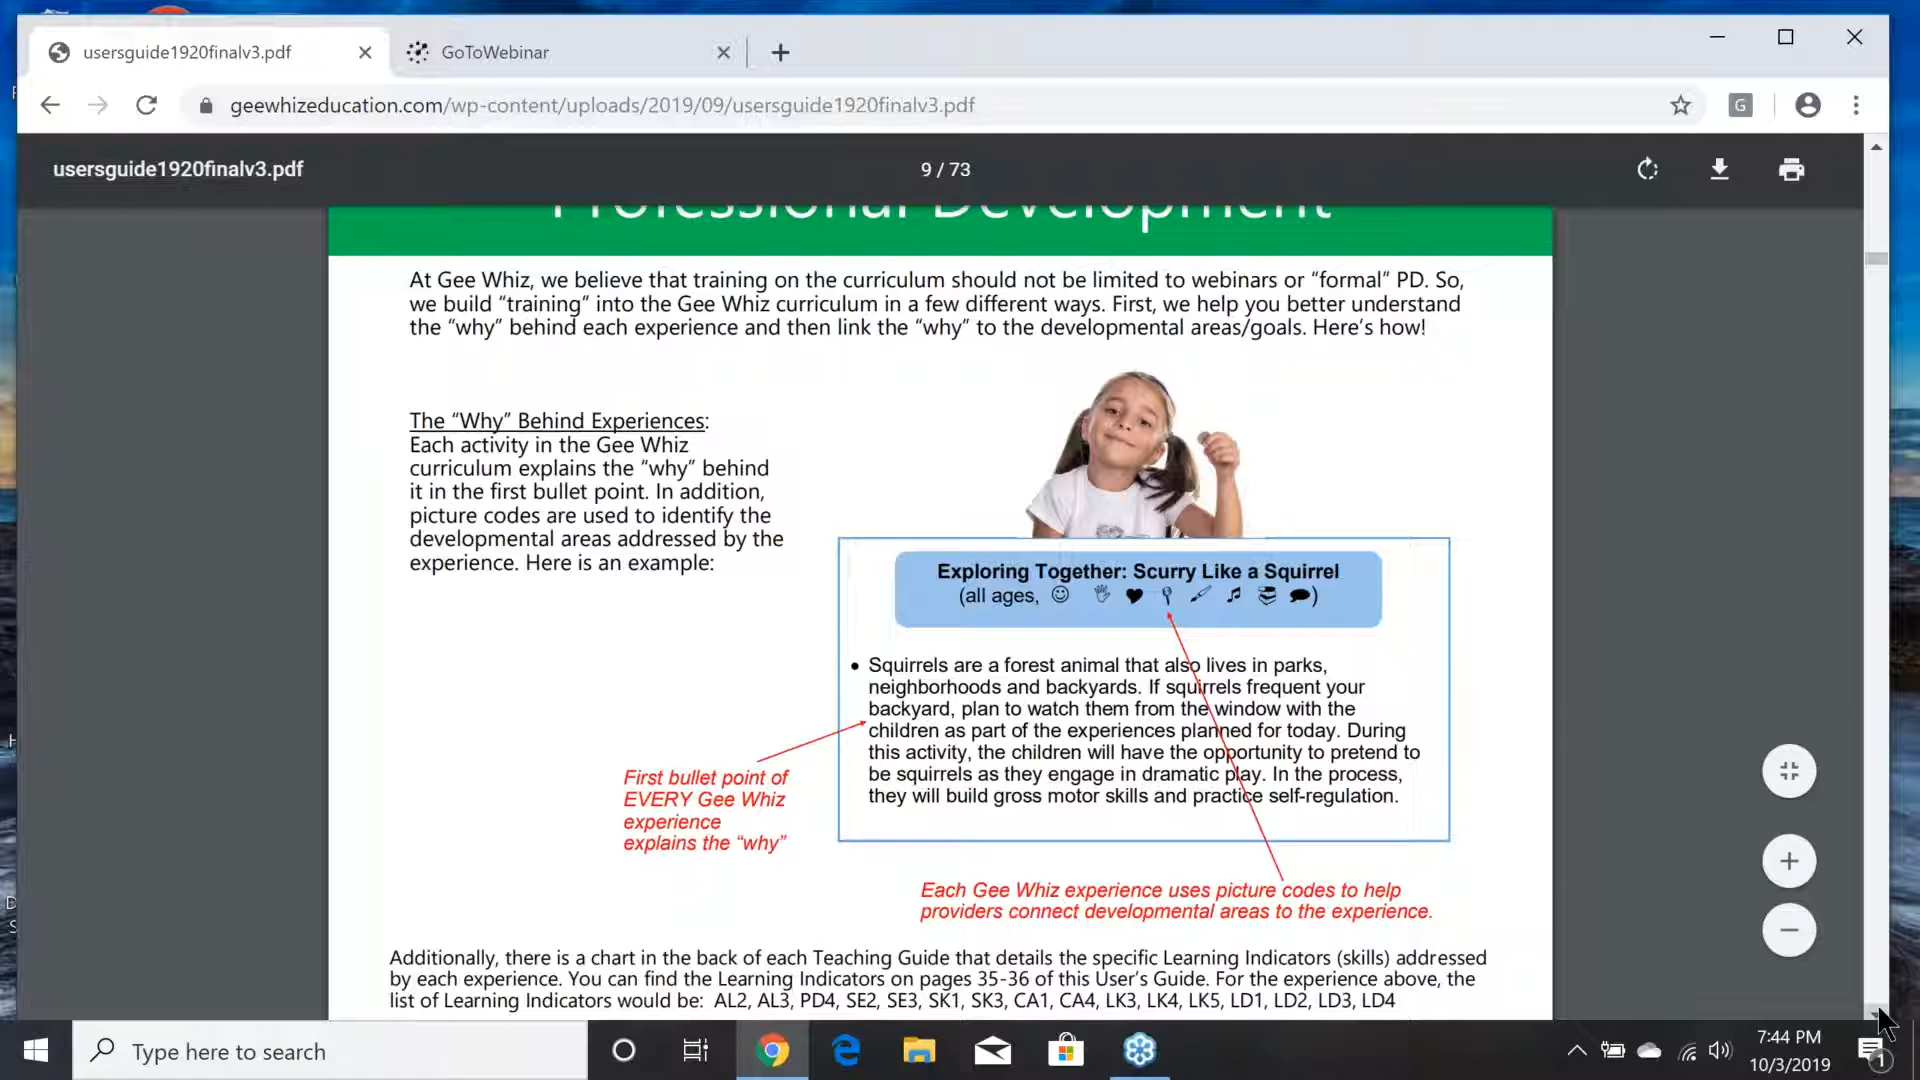 usersguide1920finalv3.pdf
GoToWebinar
geewhizeducation.com/wp-content/uploads/2019/09/usersguide1920finalv3.pdf
G
usersguide1920finalv3.pdf
9 / 73
Professional Development
At Gee Whiz, we believe that training on the curriculum should not be limited to webinars or “formal” PD. So,
we build “training” into the Gee Whiz curriculum in a few different ways. First, we help you better understand
the “why” behind each experience and then link the “why” to the developmental areas/goals. Here’s how!
The “Why” Behind Experiences:
Each activity in the Gee Whiz
curriculum explains the “why” behind
it in the first bullet point. In addition,
picture codes are used to identify the
developmental areas addressed by the
experience. Here is an example:
Exploring Together: Scurry Like a Squirrel
(all ages, )
• Squirrels are a forest animal that also lives in parks,
neighborhoods and backyards. If squirrels frequent your
backyard, plan to watch them from the window with the
children as part of the experiences planned for today. During
this activity, the children will have the opportunity to pretend to
be squirrels as they engage in dramatic play. In the process,
they will build gross motor skills and practice self-regulation.
First bullet point of
EVERY Gee Whiz
experience
explains the “why”
Each Gee Whiz experience uses picture codes to help
providers connect developmental areas to the experience.
Additionally, there is a chart in the back of each Teaching Guide that details the specific Learning Indicators (skills) addressed
by each experience. You can find the Learning Indicators on pages 35-36 of this User’s Guide. For the experience above, the
list of Learning Indicators would be: AL2, AL3, PD4, SE2, SE3, SK1, SK3, CA1, CA4, LK3, LK4, LK5, LD1, LD2, LD3, LD4
Type here to search
7:44 PM
10/3/2019
1